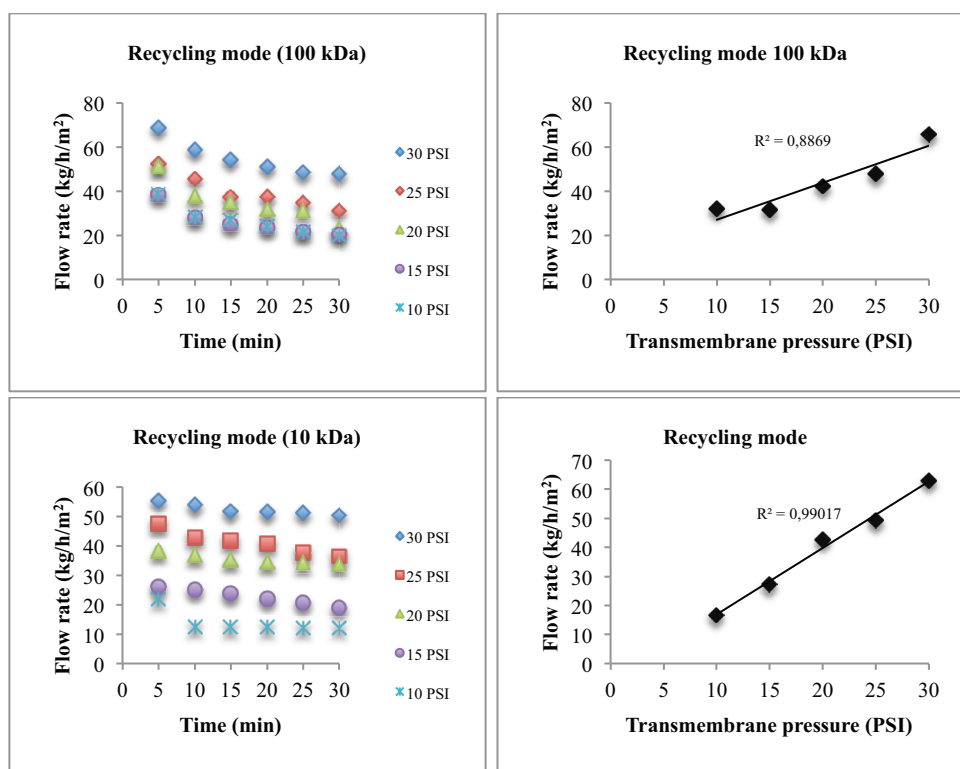 Recycling mode (100 kDa)
Flow rate (kg/h/m²)
80
60
40
20
0
0 5 10 15 20 25 30
Time (min)
30 PSI
25 PSI
20 PSI
15 PSI
10 PSI
Recycling mode 100 kDa
Flow rate (kg/h/m²)
80
60
40
20
0
R² = 0,8869
0 5 10 15 20 25 30
Transmembrane pressure (PSI)
Recycling mode (10 kDa)
Flow rate (kg/h/m²)
60
50
40
30
20
10
0
0 5 10 15 20 25 30
Time (min)
30 PSI
25 PSI
20 PSI
15 PSI
10 PSI
Recycling mode
Flow rate (kg/h/m²)
70
60
50
40
30
20
10
0
R² = 0,99017
0 5 10 15 20 25 30
Transmembrane pressure (PSI)